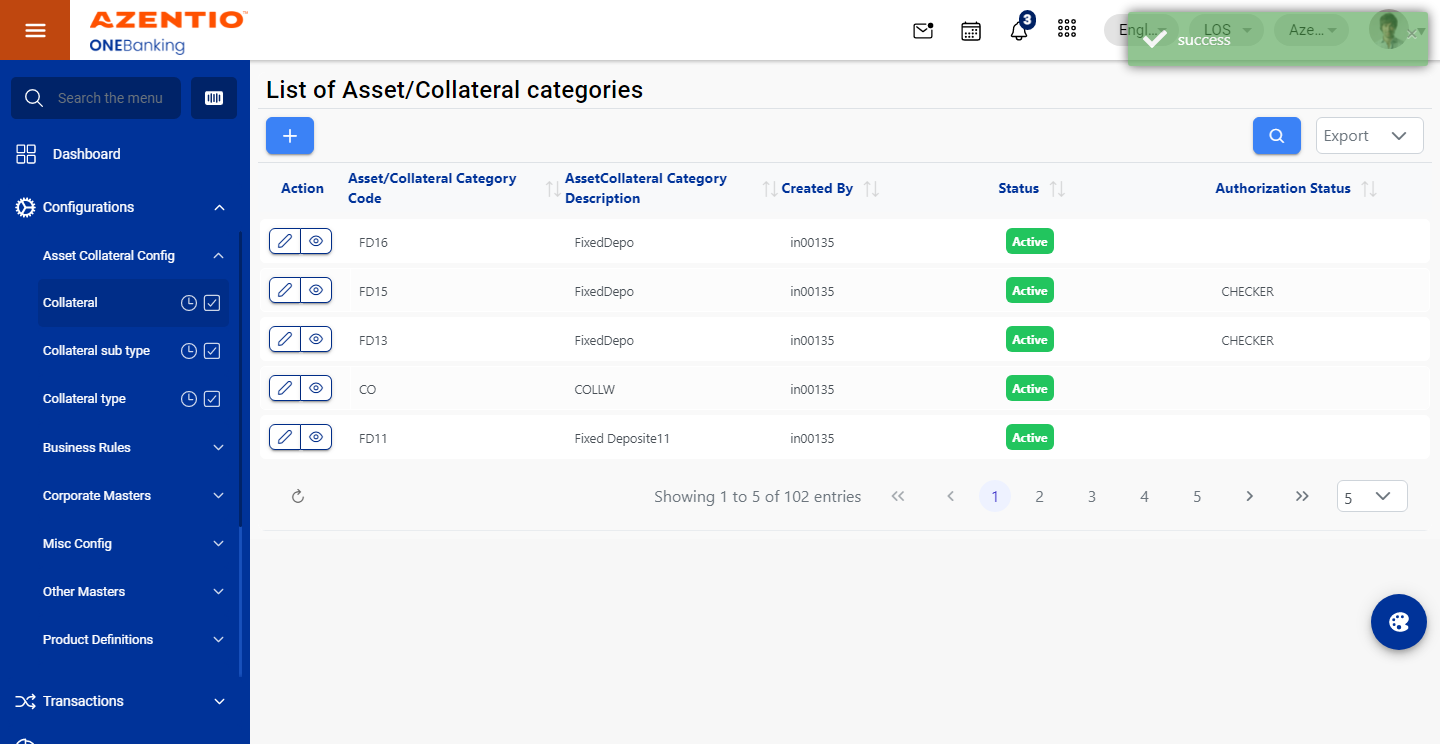 AZENTIO™
ONEBanking
3
Engl...
LOS
Aze...
success
Search the menu
Dashboard
Configurations
Asset Collateral Config
Collateral
Collateral sub type
Collateral type
Business Rules
Corporate Masters
Misc Config
Other Masters
Product Definitions
Transactions
List of Asset/Collateral categories
Export
Action Asset/Collateral Category Code AssetCollateral Category Description Created By Status Authorization Status
FD16 FixedDepo in00135 Active
FD15 FixedDepo in00135 Active CHECKER
FD13 FixedDepo in00135 Active CHECKER
CO COLLW in00135 Active
FD11 Fixed Deposite11 in00135 Active
Showing 1 to 5 of 102 entries 1 2 3 4 5 5